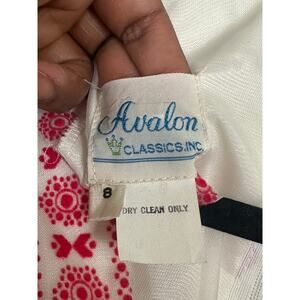 Avalon
CLASSICS, INC
8
DRY CLEAN ONLY